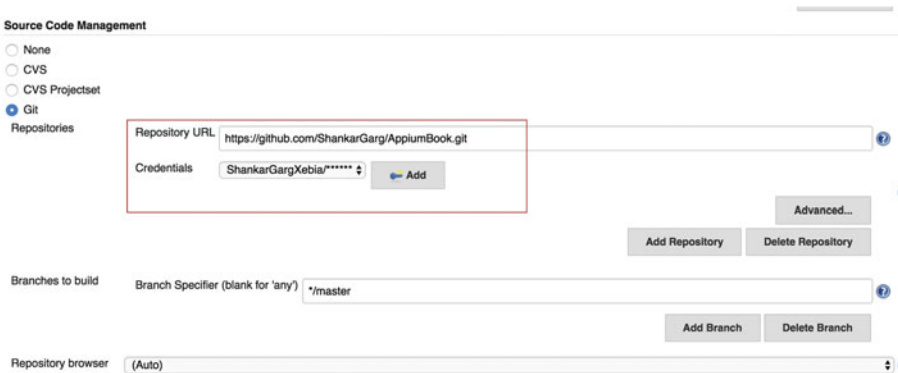 Source Code Management
None
CVS
CVS Projectset
Git
Repositories
Repository URL https://github.com/ShankarGarg/AppiumBook.git
Credentials ShankarGargXebia/****** Add
Advanced...
Add Repository Delete Repository
Branches to build Branch Specifier (blank for 'any') */master
Add Branch Delete Branch
Repository browser (Auto)